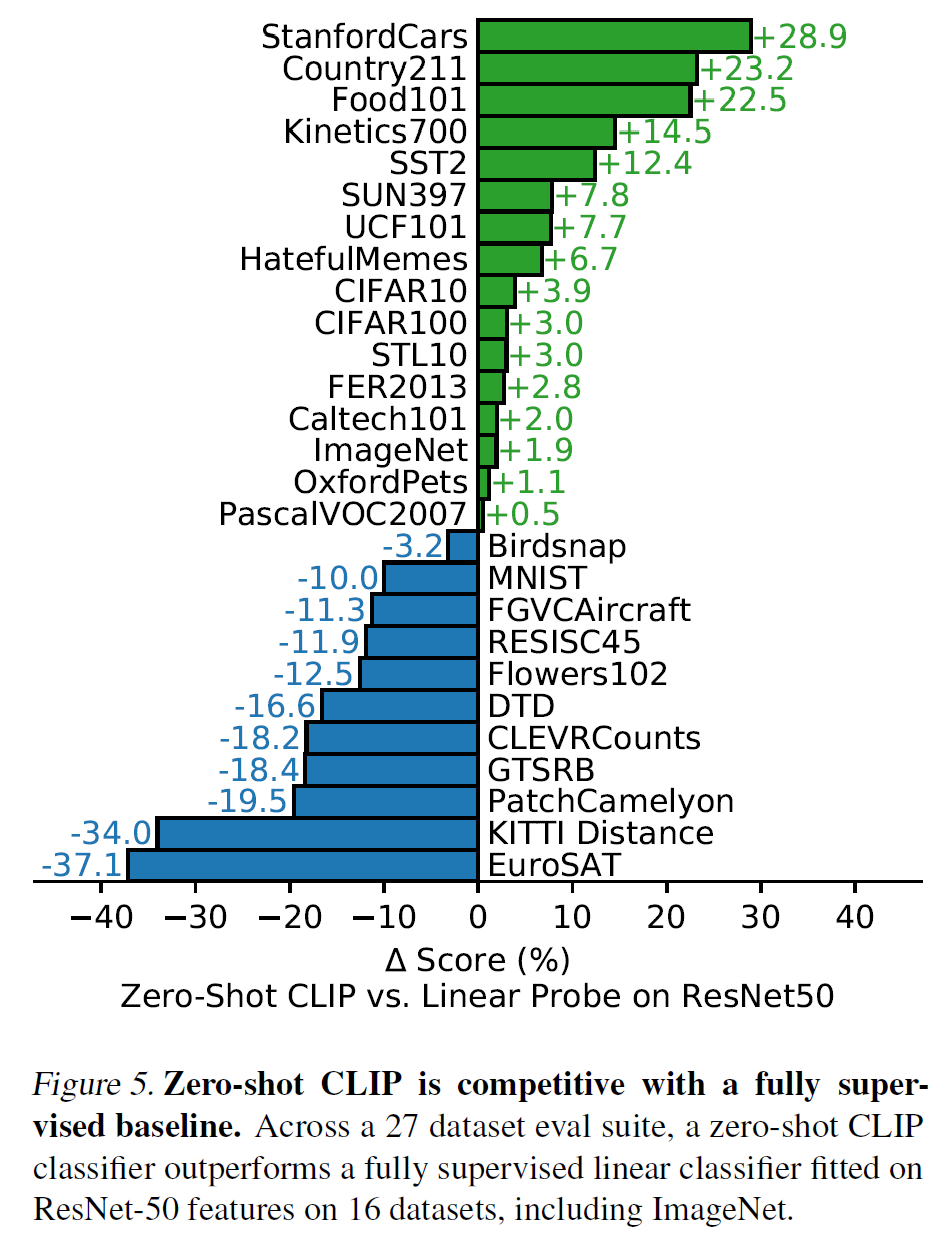 StanfordCars +28.9
Country211 +23.2
Food101 +22.5
Kinetics700 +14.5
SST2 +12.4
SUN397 +7.8
UCF101 +7.7
HatefulMemes +6.7
CIFAR10 +3.9
CIFAR100 +3.0
STL10 +3.0
FER2013 +2.8
Caltech101 +2.0
ImageNet +1.9
OxfordPets +1.1
PascalVOC2007 +0.5
-3.2 Birdsnap
-10.0 MNIST
-11.3 FGVCAircraft
-11.9 RESISC45
-12.5 Flowers102
-16.6 DTD
-18.2 CLEVRCounts
-18.4 GTSRB
-19.5 PatchCamelyon
-34.0 KITTI Distance
-37.1 EuroSAT
−40 −30 −20 −10 0 10 20 30 40
Δ Score (%)
Zero-Shot CLIP vs. Linear Probe on ResNet50
Figure 5. Zero-shot CLIP is competitive with a fully super-
vised baseline. Across a 27 dataset eval suite, a zero-shot CLIP
classifier outperforms a fully supervised linear classifier fitted on
ResNet-50 features on 16 datasets, including ImageNet.